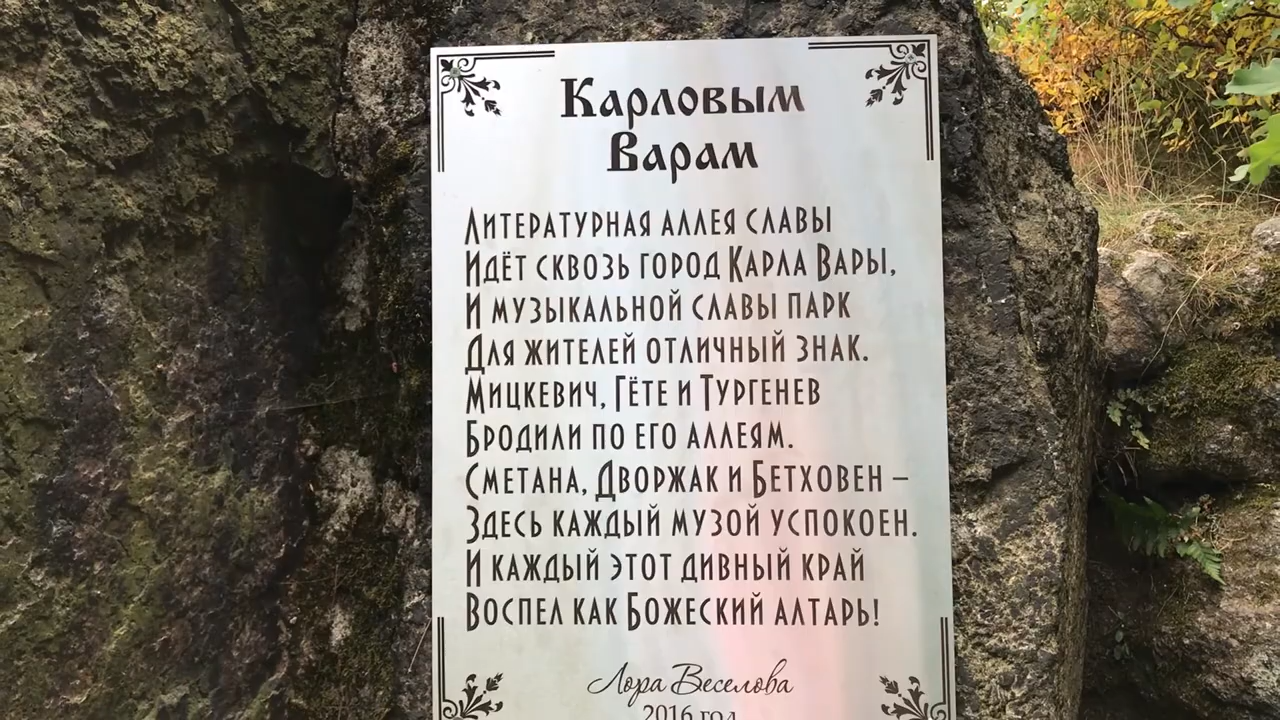 Карловым
Варам
Литературная аллея славы
Идёт сквозь город Карла Вары,
И музыкальной славы парк
Для жителей отличный знак.
Мицкевич, Гёте и Тургенев
Бродили по его аллеям.
Сметана, Дворжак и Бетховен –
Здесь каждый музой успокоен.
И каждый этот дивный край
Воспел как Божеский алтарь!
Лора Веселова
2016 год